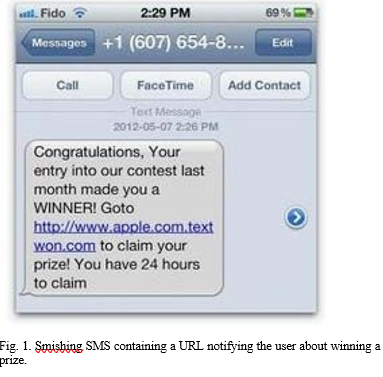 Fido 2:29 PM 69%
Messages +1 (607) 654-8... Edit
Call FaceTime Add Contact
Text Message
2012-05-07 2:26 PM
Congratulations, Your
entry into our contest last
month made you a
WINNER! Goto
http://www.apple.com.text
won.com to claim your
prize! You have 24 hours
to claim
Fig. 1. Smishing SMS containing a URL notifying the user about winning a
prize.